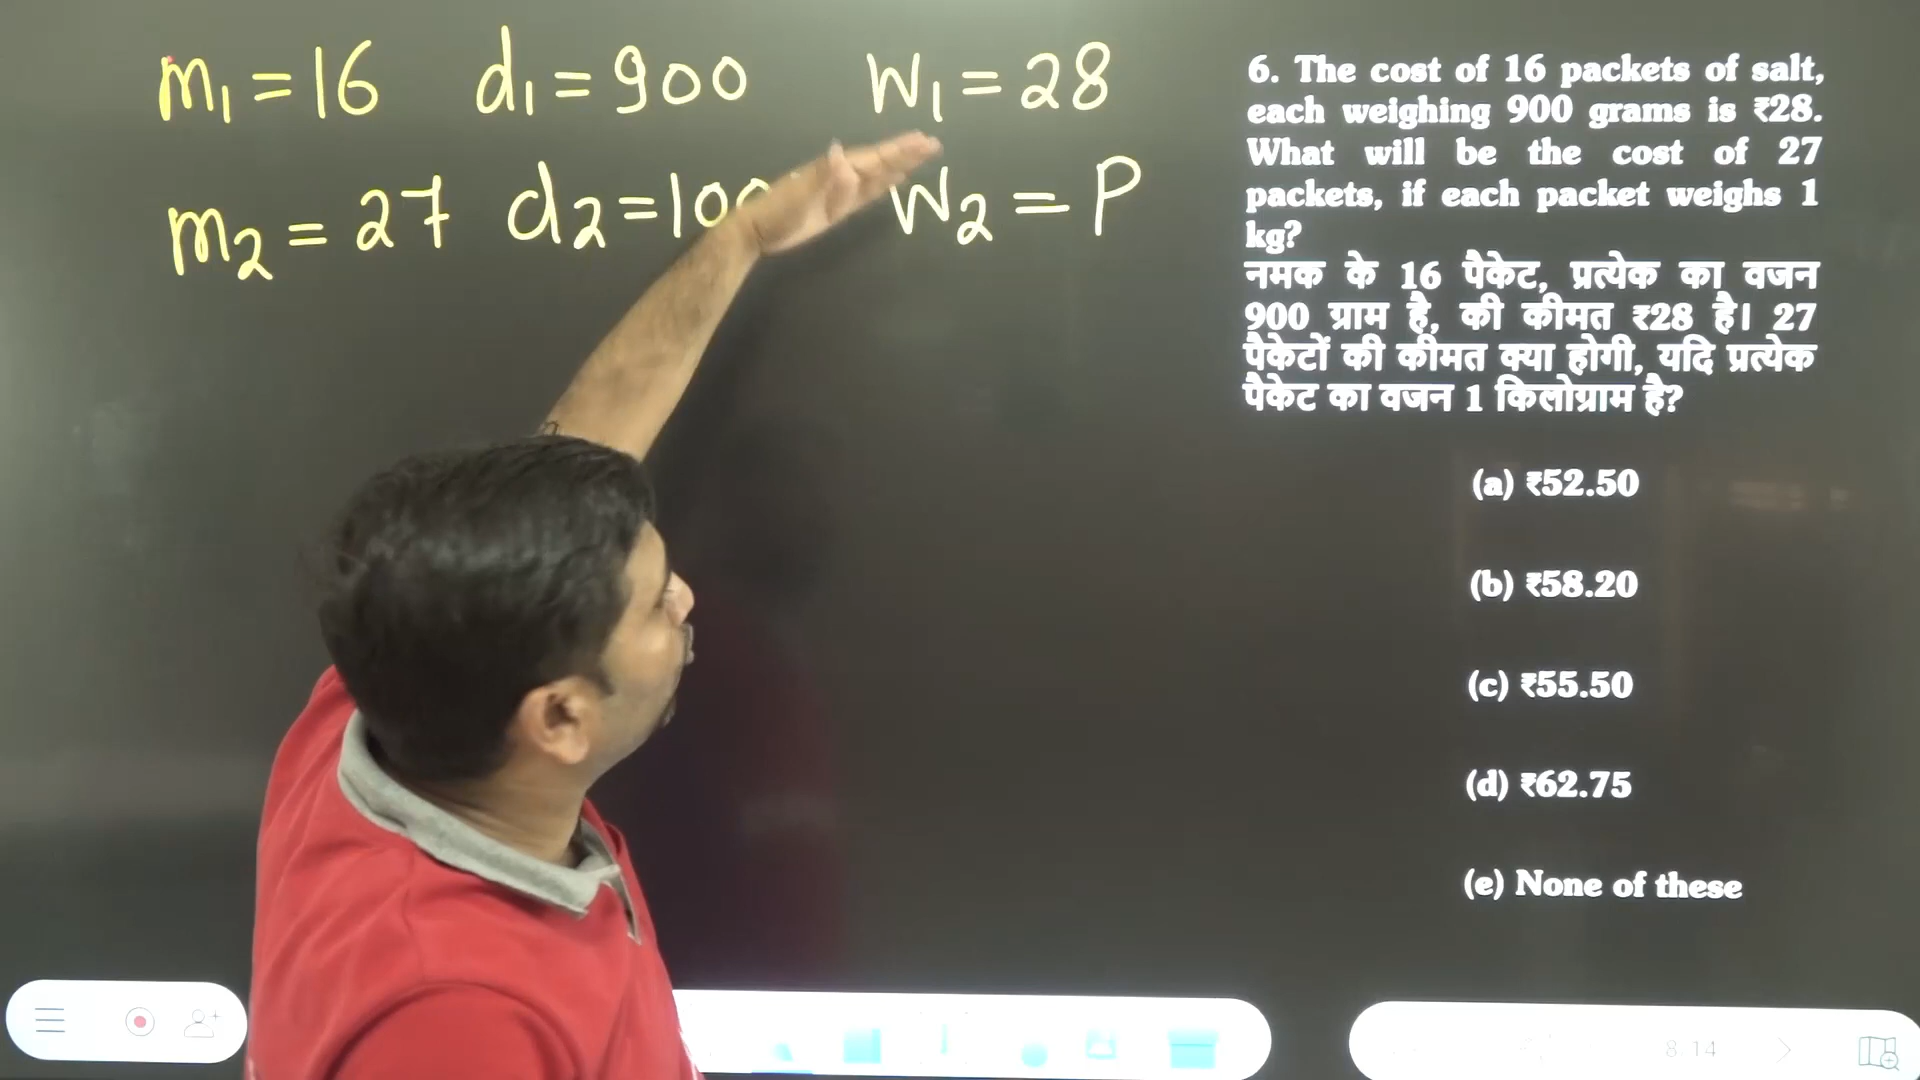 m1 = 16 d1 = 900 W1 = 28
m2 = 27 d2 = 100 W2 = P
6. The cost of 16 packets of salt,
each weighing 900 grams is ₹28.
What will be the cost of 27
packets, if each packet weighs 1
kg?
नमक के 16 पैकेट, प्रत्येक का वजन
900 ग्राम है, की कीमत ₹28 है। 27
पैकेटों की कीमत क्या होगी, यदि प्रत्येक
पैकेट का वजन 1 किलोग्राम है?
(a) ₹52.50
(b) ₹58.20
(c) ₹55.50
(d) ₹62.75
(e) None of these
8 14